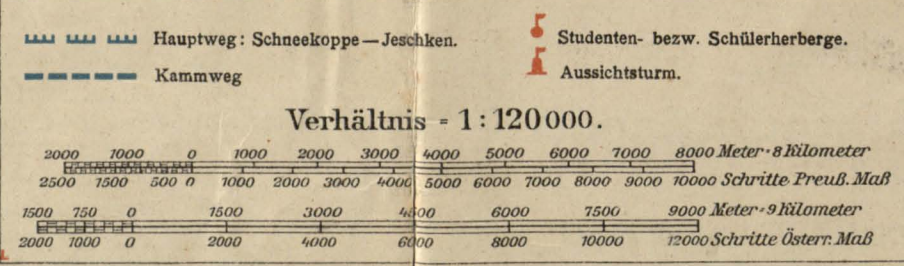 Hauptweg: Schneekoppe — Jeschken.
Studenten- bezw. Schülerherberge.
Kammweg
Aussichtsturm.
Verhältnis = 1 : 120 000.
2000 1000 0 1000 2000 3000 4000 5000 6000 7000 8000 Meter = 8 Kilometer
2500 1500 500 0 1000 2000 3000 4000 5000 6000 7000 8000 9000 10000 Schritte Preuß. Maß
1500 750 0 1500 3000 4500 6000 7500 9000 Meter = 9 Kilometer
2000 1000 0 2000 4000 6000 8000 10000 12000 Schritte Österr. Maß